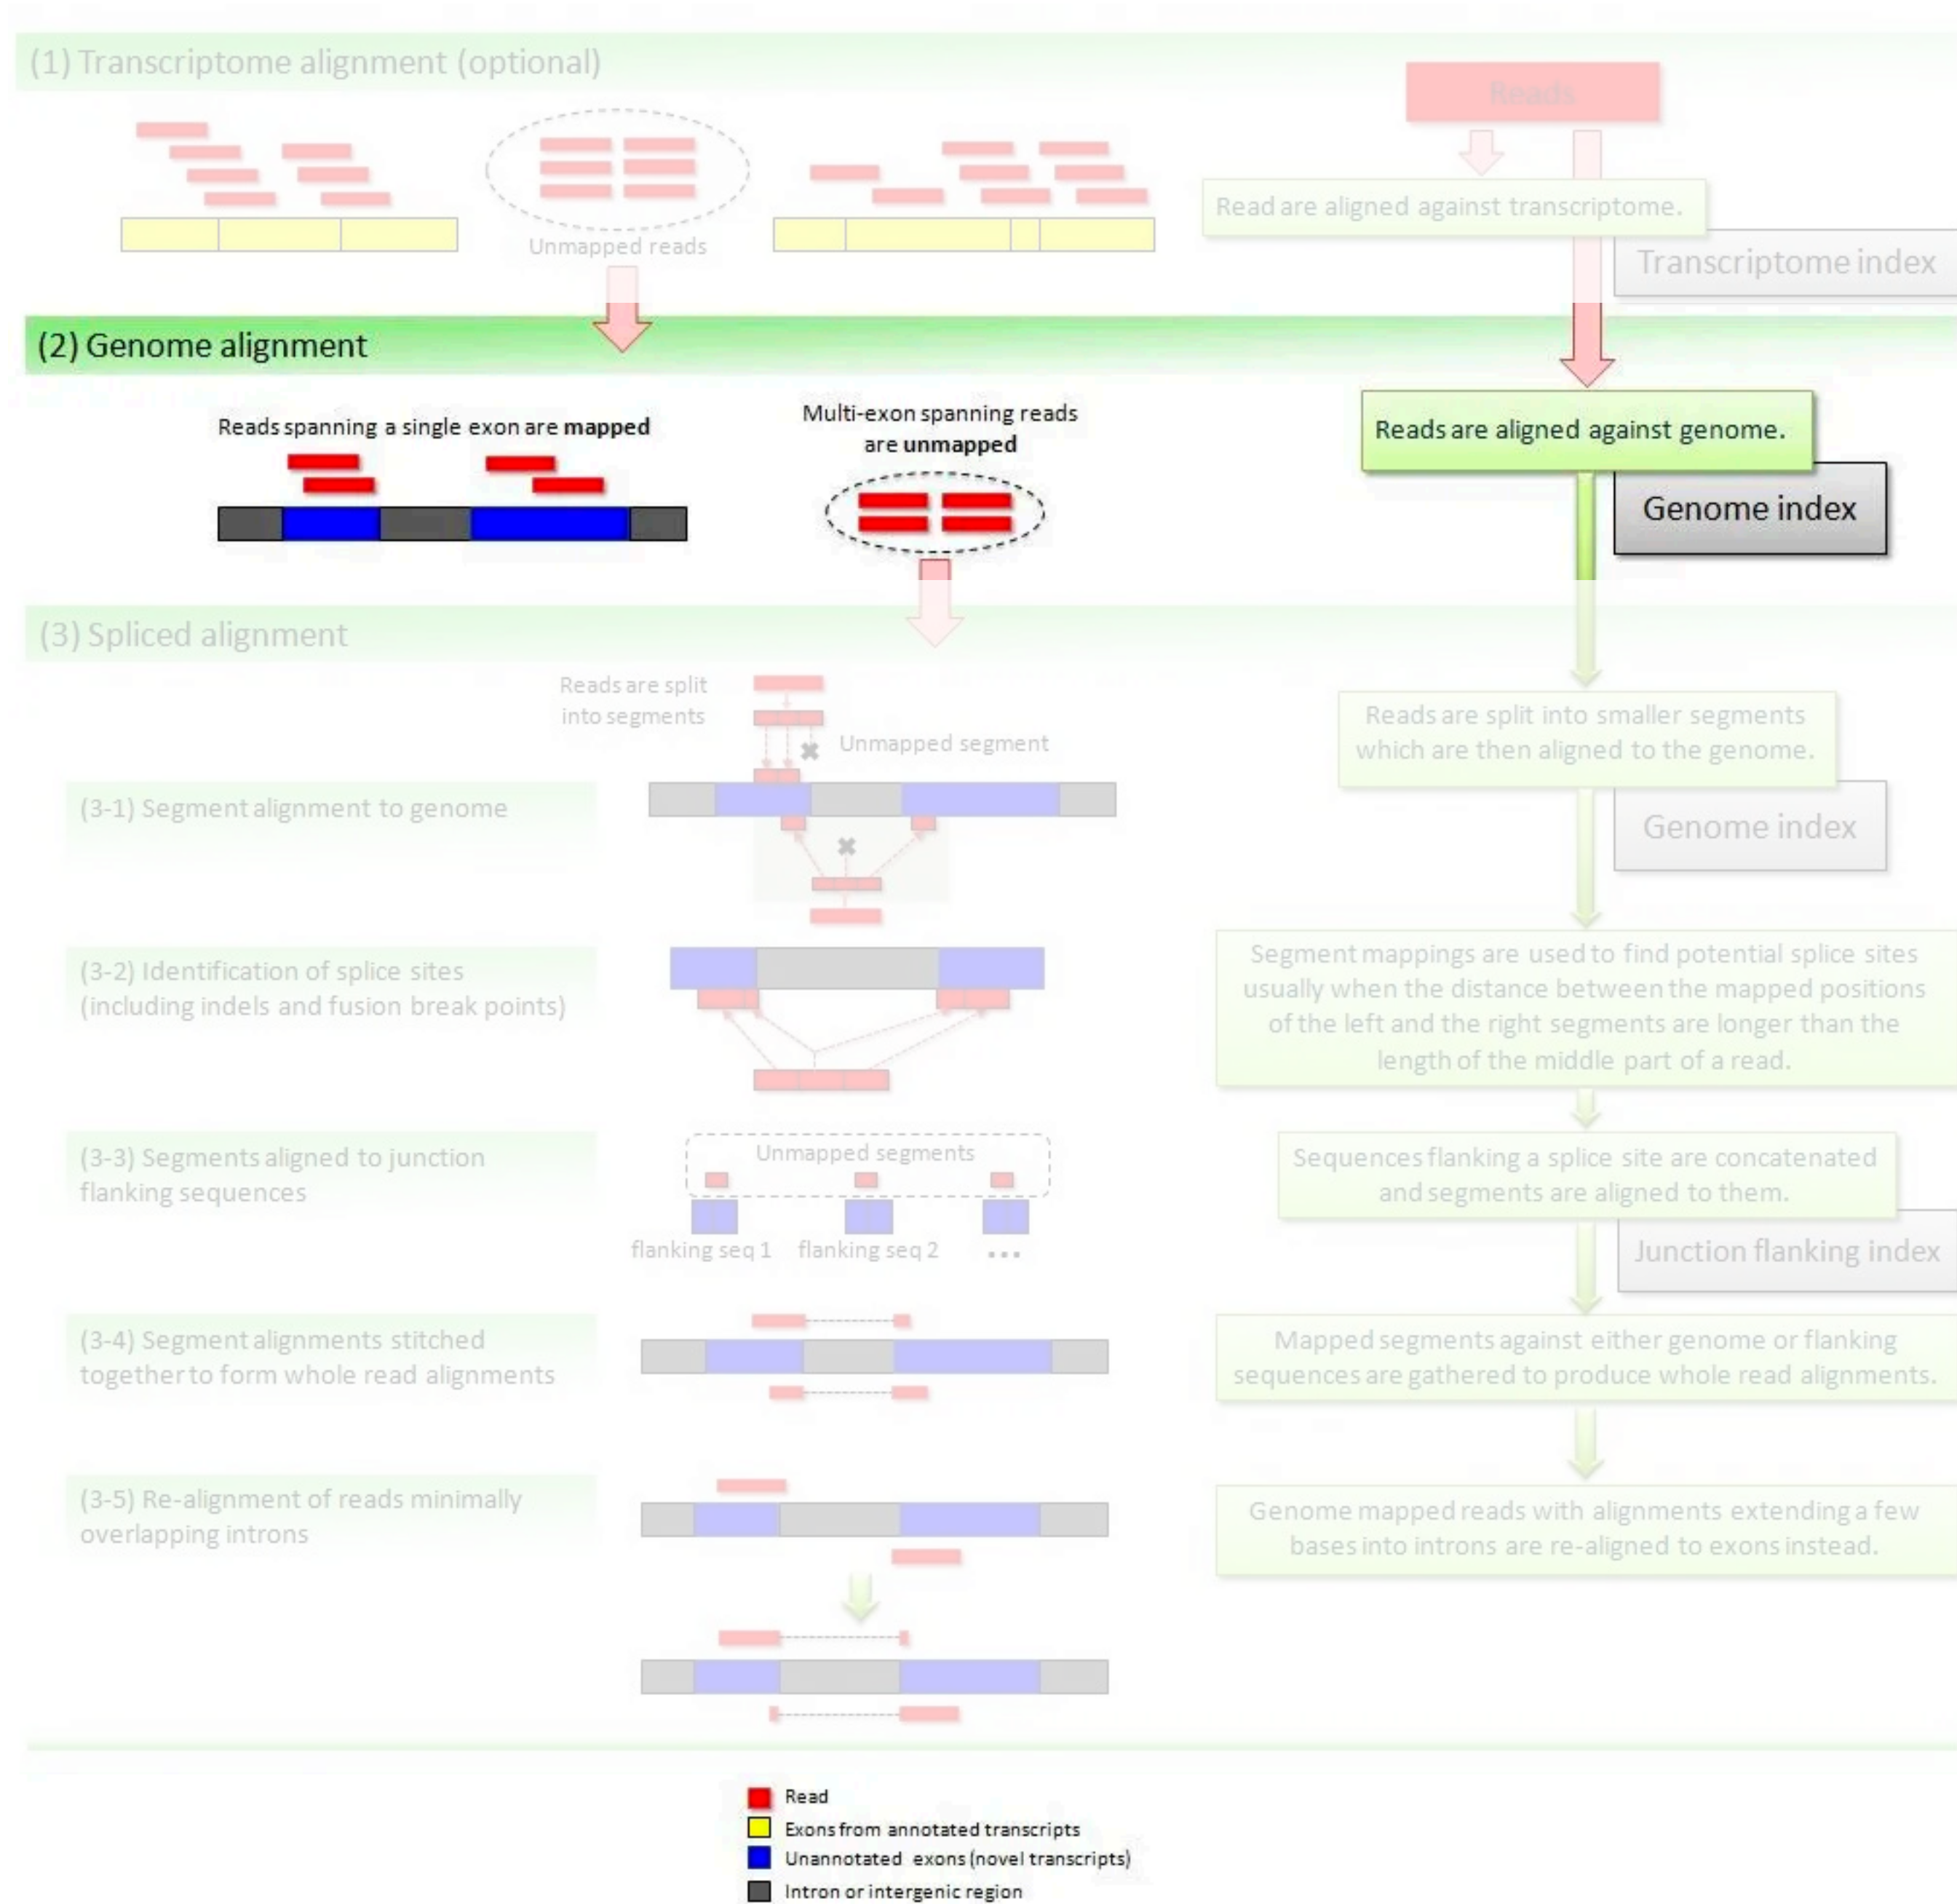 (1) Transcriptome alignment (optional)
Reads
Read are aligned against transcriptome.
Unmapped reads
Transcriptome index
(2) Genome alignment
Reads spanning a single exon are mapped
Multi-exon spanning reads
are unmapped
Reads are aligned against genome.
Genome index
(3) Spliced alignment
Reads are split
into segments
Unmapped segment
Reads are split into smaller segments
which are then aligned to the genome.
(3-1) Segment alignment to genome
Genome index
(3-2) Identification of splice sites
(including indels and fusion break points)
Segment mappings are used to find potential splice sites
usually when the distance between the mapped positions
of the left and the right segments are longer than the
length of the middle part of a read.
(3-3) Segments aligned to junction
flanking sequences
Unmapped segments
flanking seq 1 flanking seq 2 ...
Sequences flanking a splice site are concatenated
and segments are aligned to them.
Junction flanking index
(3-4) Segment alignments stitched
together to form whole read alignments
Mapped segments against either genome or flanking
sequences are gathered to produce whole read alignments.
(3-5) Re-alignment of reads minimally
overlapping introns
Genome mapped reads with alignments extending a few
bases into introns are re-aligned to exons instead.
Read
Exons from annotated transcripts
Unannotated exons (novel transcripts)
Intron or intergenic region